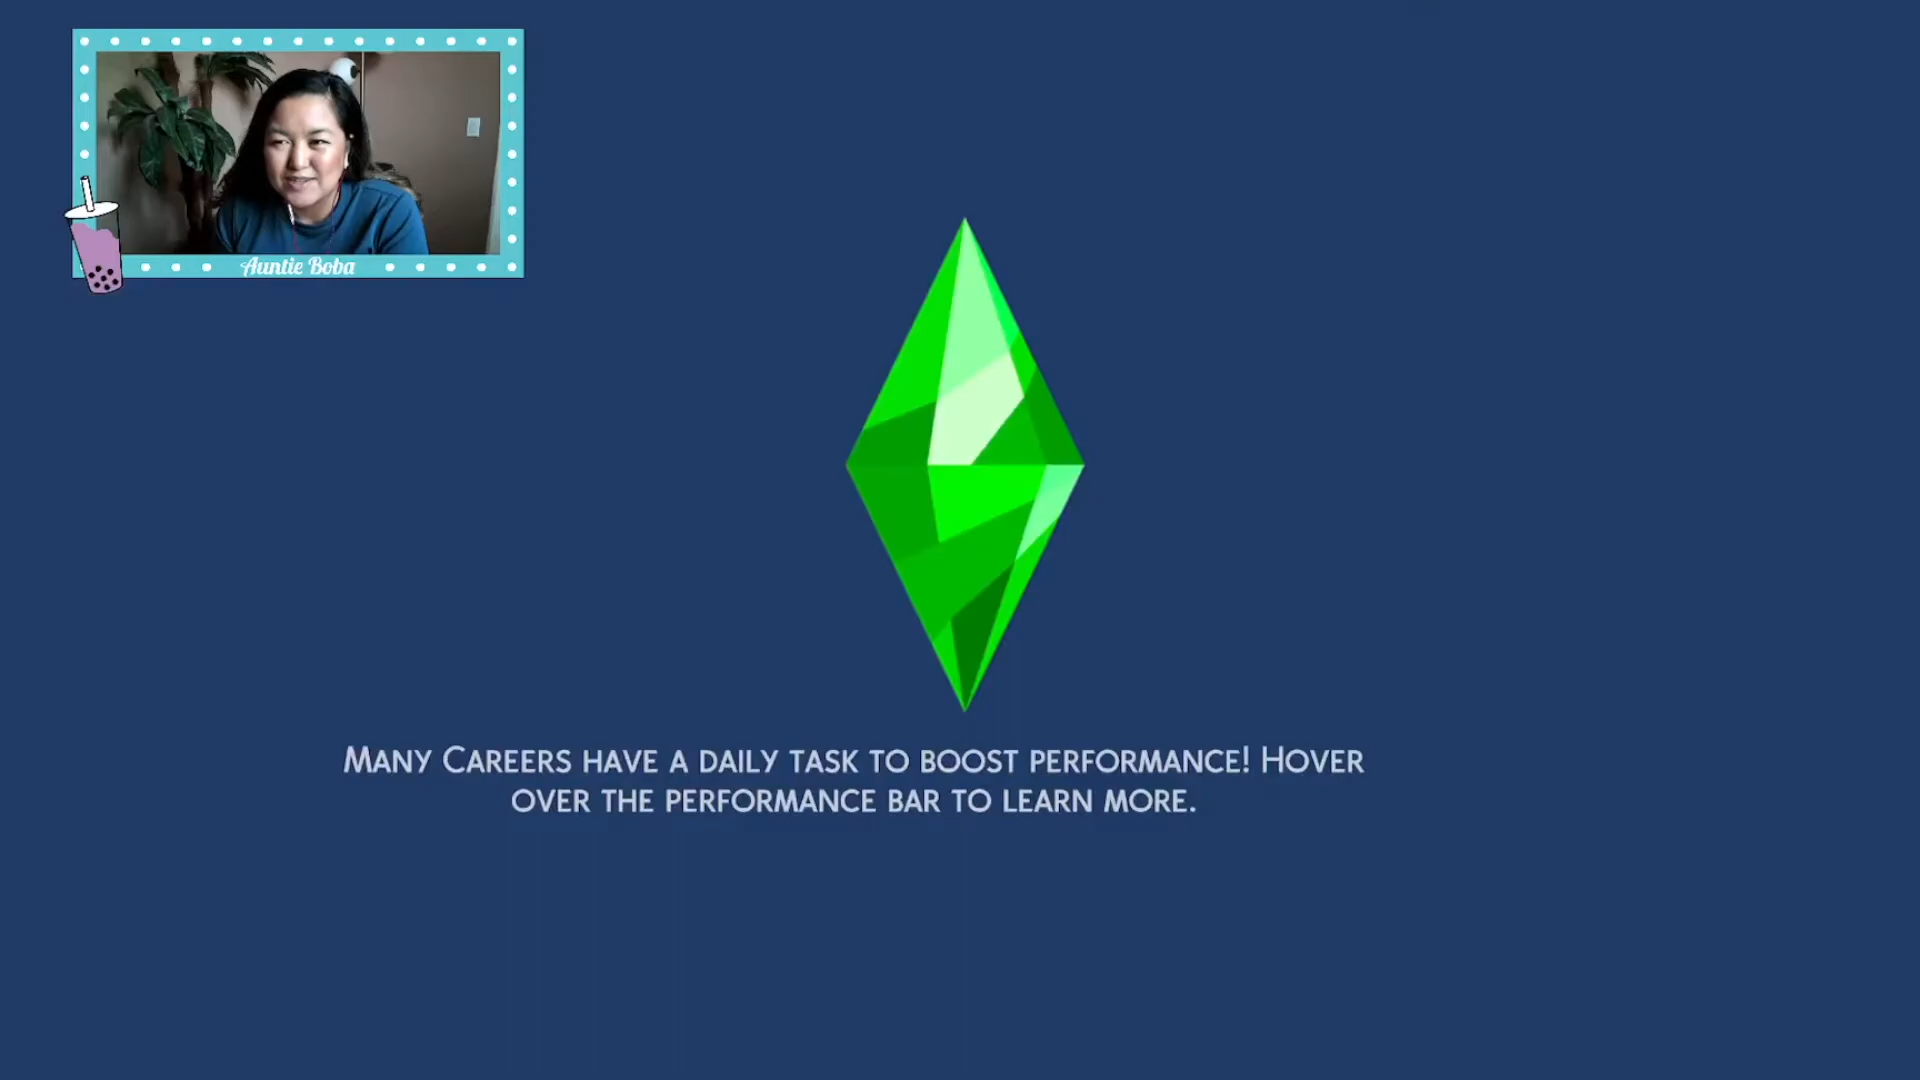 Auntie Boba
MANY CAREERS HAVE A DAILY TASK TO BOOST PERFORMANCE! HOVER
OVER THE PERFORMANCE BAR TO LEARN MORE.